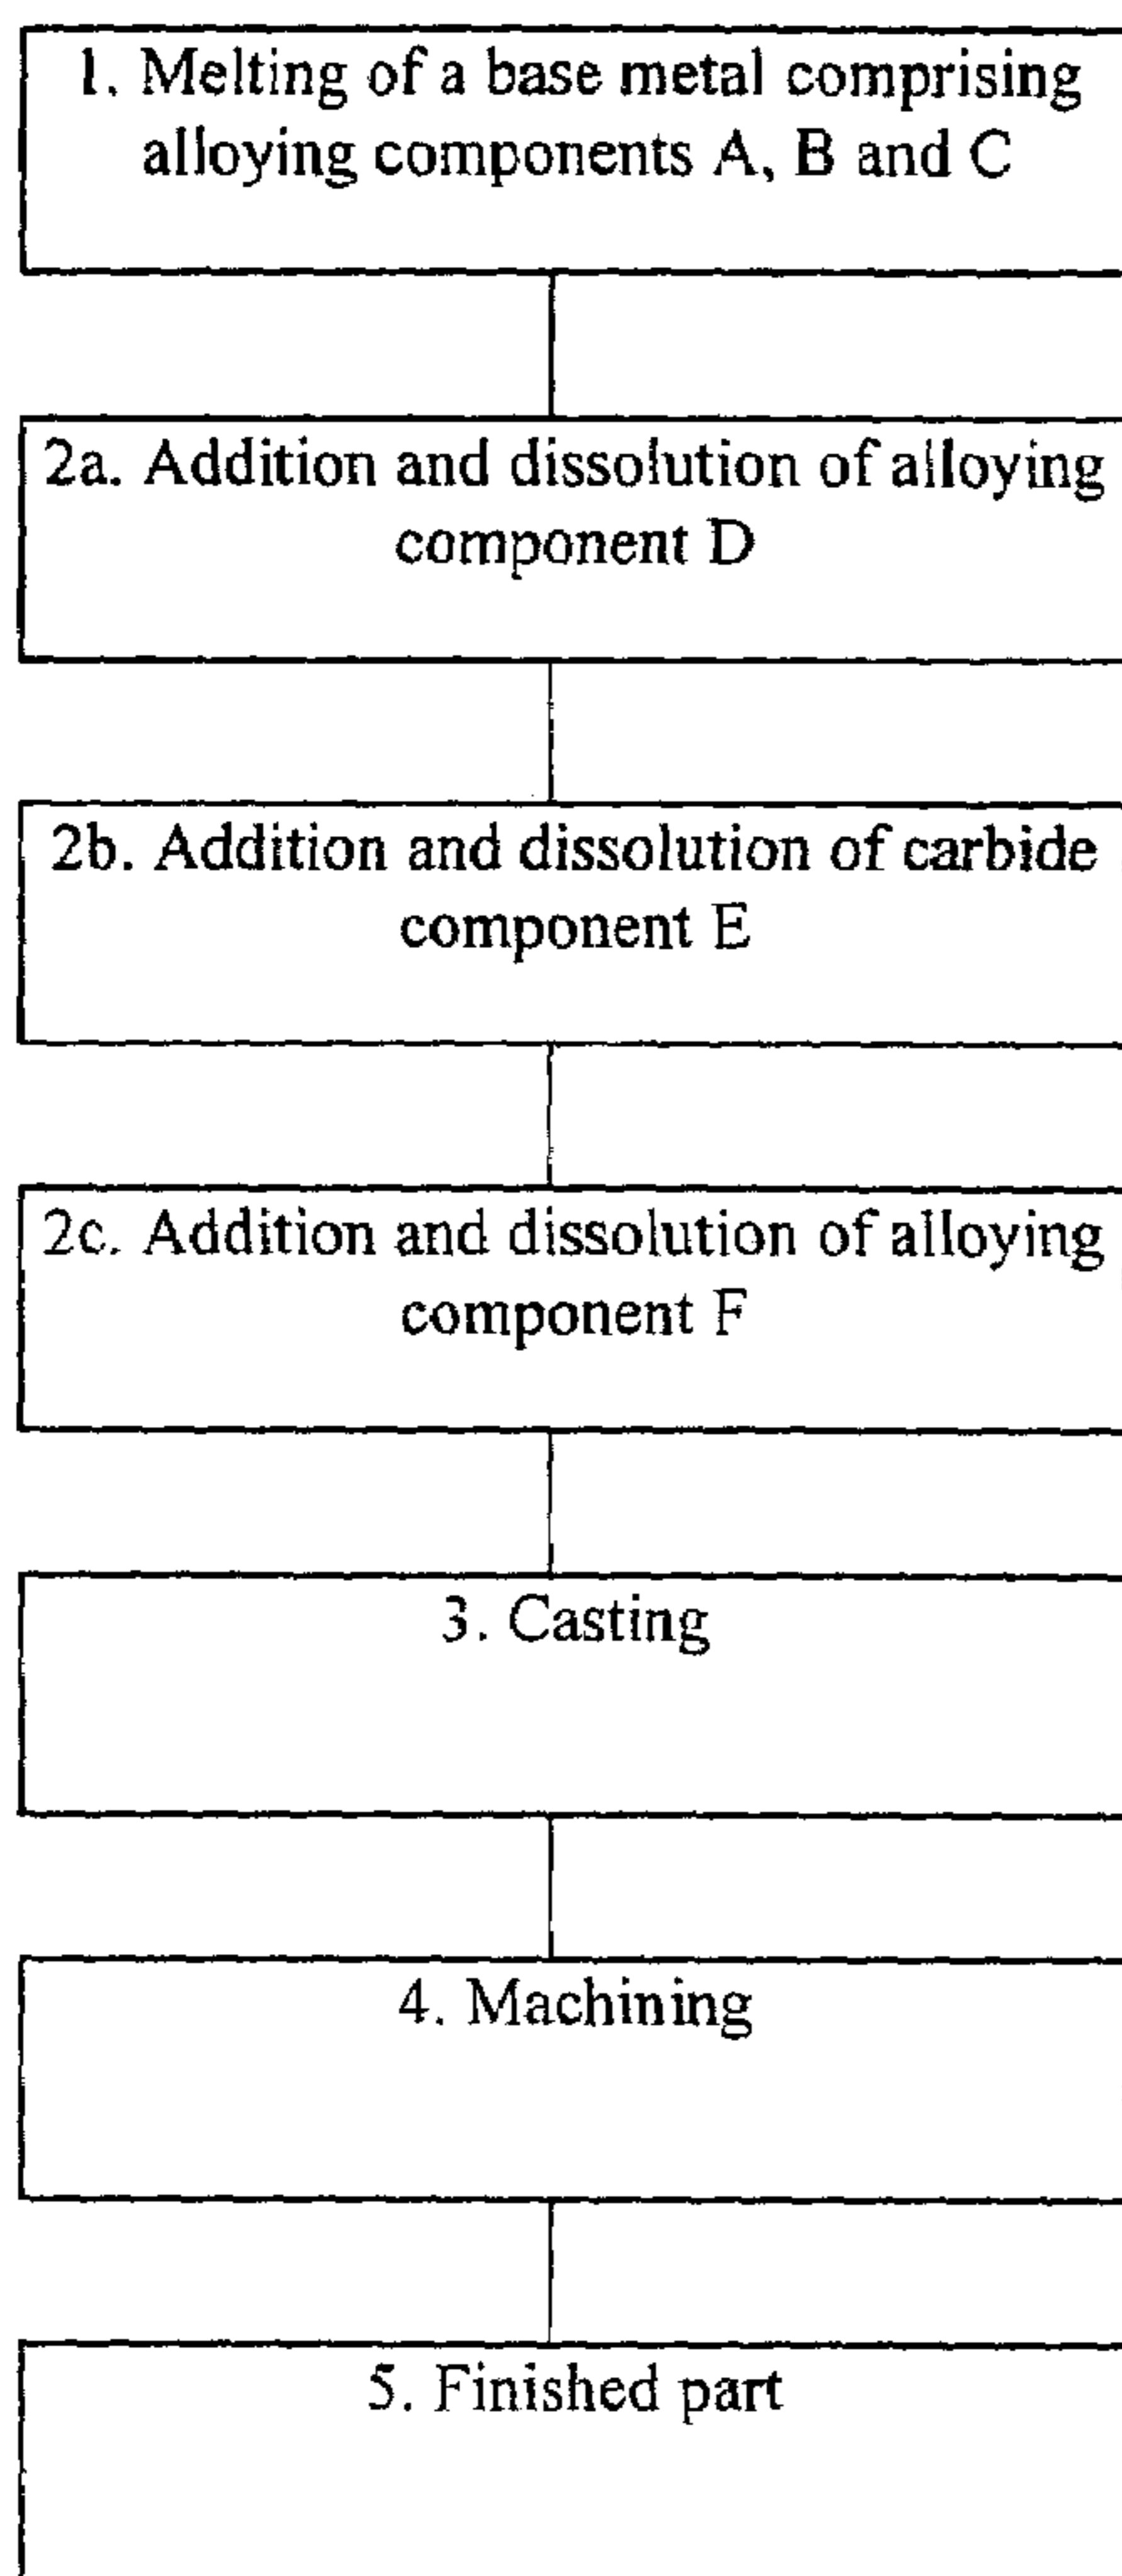 1. Melting of a base metal comprising
alloying components A, B and C
2a. Addition and dissolution of alloying
component D
2b. Addition and dissolution of carbide
component E
2c. Addition and dissolution of alloying
component F
3. Casting
4. Machining
5. Finished part